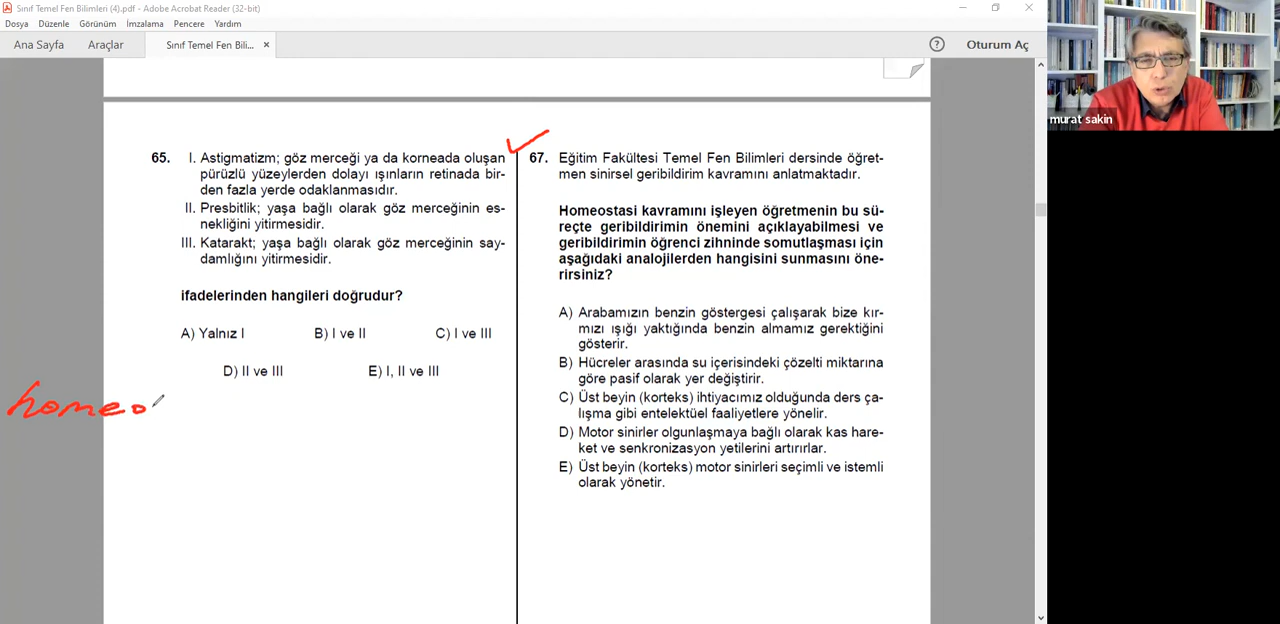 Sınıf Temel Fen Bilimleri (4).pdf - Adobe Acrobat Reader (32-bit)
Dosya Düzenle Görünüm İmzalama Pencere Yardım
Ana Sayfa Araçlar Sınıf Temel Fen Bili... × ? Oturum Aç
murat sakin
65. I. Astigmatizm; göz merceği ya da korneada oluşan
pürüzlü yüzeylerden dolayı ışınların retinada bir-
den fazla yerde odaklanmasıdır.
II. Presbitlik; yaşa bağlı olarak göz merceğinin es-
nekliğini yitirmesidir.
III. Katarakt; yaşa bağlı olarak göz merceğinin say-
damlığını yitirmesidir.
ifadelerinden hangileri doğrudur?
A) Yalnız I B) I ve II C) I ve III
D) II ve III E) I, II ve III
homeo
67. Eğitim Fakültesi Temel Fen Bilimleri dersinde öğret-
men sinirsel geribildirim kavramını anlatmaktadır.
Homeostasi kavramını işleyen öğretmenin bu sü-
reçte geribildirimin önemini açıklayabilmesi ve
geribildirimin öğrenci zihninde somutlaşması için
aşağıdaki analojilerden hangisini sunmasını öne-
rirsiniz?
A) Arabamızın benzin göstergesi çalışarak bize kır-
mızı ışığı yaktığında benzin almamız gerektiğini
gösterir.
B) Hücreler arasında su içerisindeki çözelti miktarına
göre pasif olarak yer değiştirir.
C) Üst beyin (korteks) ihtiyacımız olduğunda ders ça-
lışma gibi entelektüel faaliyetlere yönelir.
D) Motor sinirler olgunlaşmaya bağlı olarak kas hare-
ket ve senkronizasyon yetilerini artırırlar.
E) Üst beyin (korteks) motor sinirleri seçimli ve istemli
olarak yönetir.